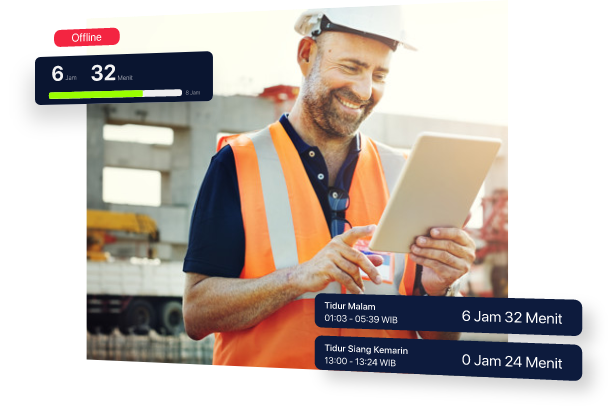 Offline
6 Jam 32 Menit
8 Jam
Tidur Malam
01:03 - 05:39 WIB
6 Jam 32 Menit
Tidur Siang Kemarin
13:00 - 13:24 WIB
0 Jam 24 Menit